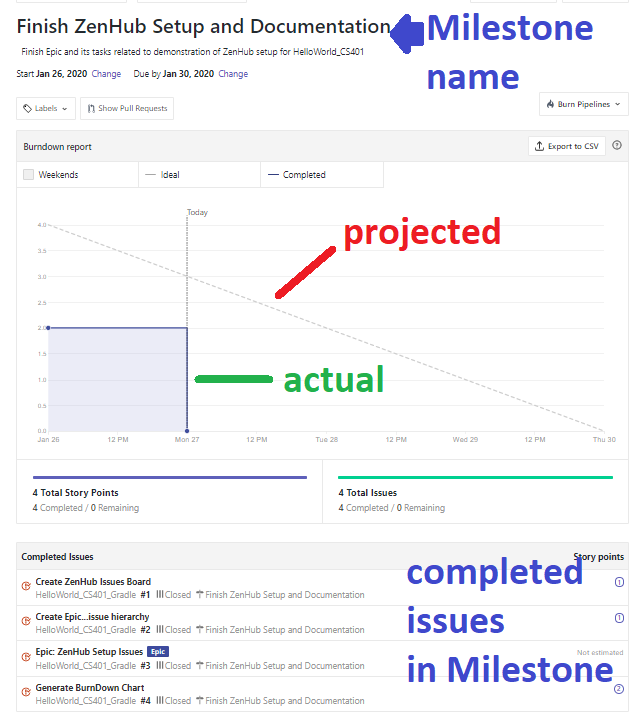 Finish ZenHub Setup and Documentation
Milestone
name
Finish Epic and its tasks related to demonstration of ZenHub setup for HelloWorld_CS401
Start Jan 26, 2020 Change Due by Jan 30, 2020 Change
Labels Show Pull Requests Burn Pipelines
Burndown report Export to CSV ?
Weekends Ideal Completed
Today
projected
4.0
3.5
3.0
2.5
2.0
1.5
1.0
0.5
0.0
actual
Jan 26 12 PM Mon 27 12 PM Tue 28 12 PM Wed 29 12 PM Thu 30
4 Total Story Points
4 Completed / 0 Remaining
4 Total Issues
4 Completed / 0 Remaining
Completed Issues Story points
completed
issues
in Milestone
Create ZenHub Issues Board 1
HelloWorld_CS401_Gradle #1 Closed Finish ZenHub Setup and Documentation
Create Epic...issue hierarchy 1
HelloWorld_CS401_Gradle #2 Closed Finish ZenHub Setup and Documentation
Epic: ZenHub Setup Issues Epic Not estimated
HelloWorld_CS401_Gradle #3 Closed Finish ZenHub Setup and Documentation
Generate BurnDown Chart 2
HelloWorld_CS401_Gradle #4 Closed Finish ZenHub Setup and Documentation